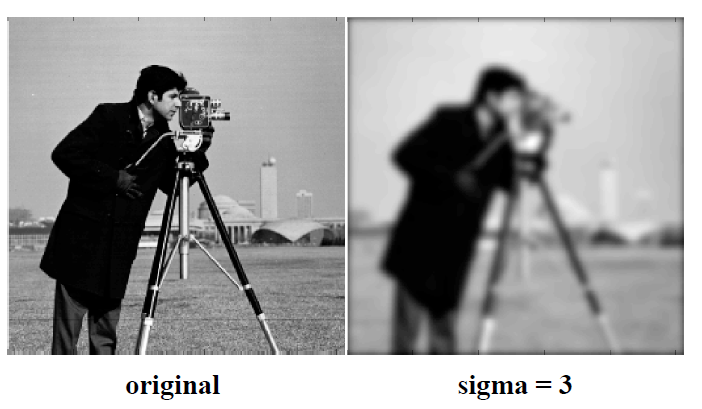 original
sigma = 3